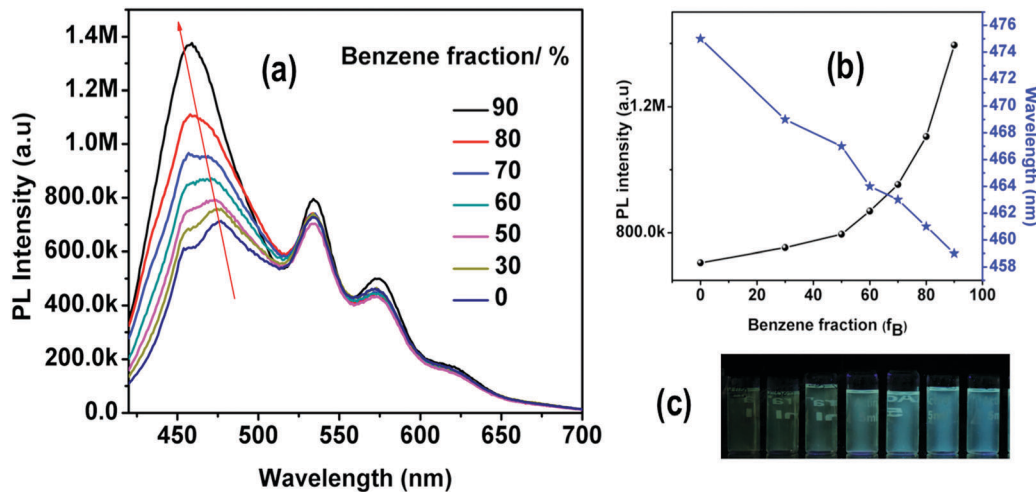 PL Intensity (a.u)
1.4M
1.2M
1.0M
800.0k
600.0k
400.0k
200.0k
0.0
(a)
Benzene fraction/ %
90
80
70
60
50
30
0
450 500 550 600 650 700
Wavelength (nm)
PL intensity (a.u)
1.2M
800.0k
(b)
476
474
472
470
468
466
464
462
460
458
Wavelength (nm)
0 20 40 60 80 100
Benzene fraction (fB)
(c)